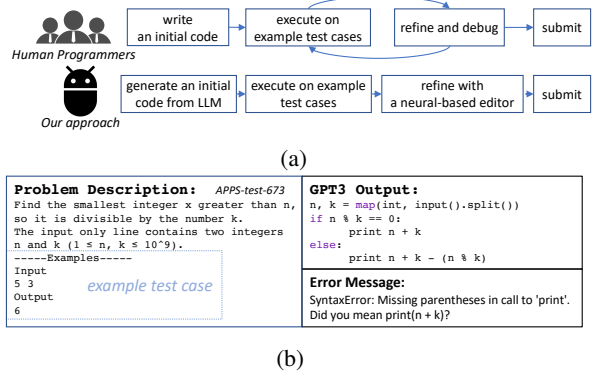 write
an initial code
execute on
example test cases
refine and debug
submit
Human Programmers
generate an initial
code from LLM
execute on example
test cases
refine with
a neural-based editor
submit
Our approach
(a)
Problem Description: APPS-test-673
Find the smallest integer x greater than n,
so it is divisible by the number k.
The input only line contains two integers
n and k (1 ≤ n, k ≤ 10^9).
-----Examples-----
Input
5 3
Output
6
example test case
GPT3 Output:
n, k = map(int, input().split())
if n % k == 0:
print n + k
else:
print n + k - (n % k)
Error Message:
SyntaxError: Missing parentheses in call to 'print'.
Did you mean print(n + k)?
(b)